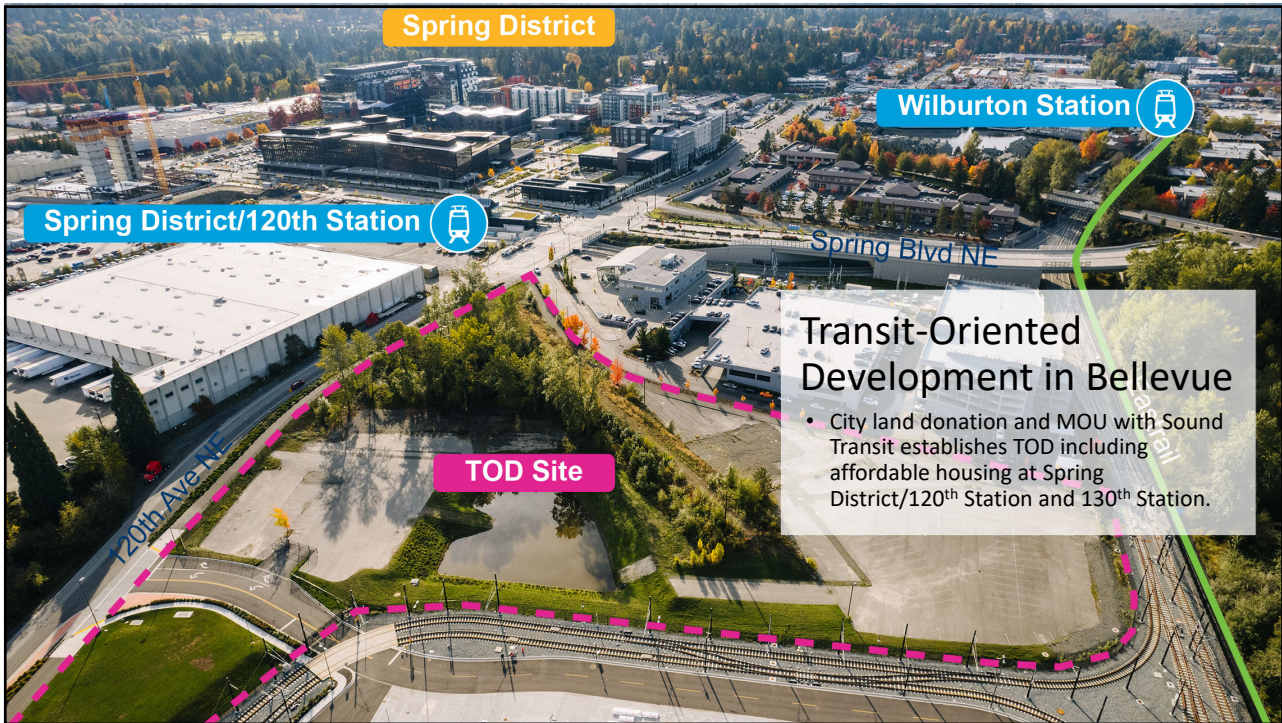 Spring District
Wilburton Station
Spring District/120th Station
Spring Blvd NE
Transit-Oriented
Development in Bellevue
• City land donation and MOU with Sound
Transit establishes TOD including
affordable housing at Spring
District/120th Station and 130th Station.
TOD Site
120th Ave NE